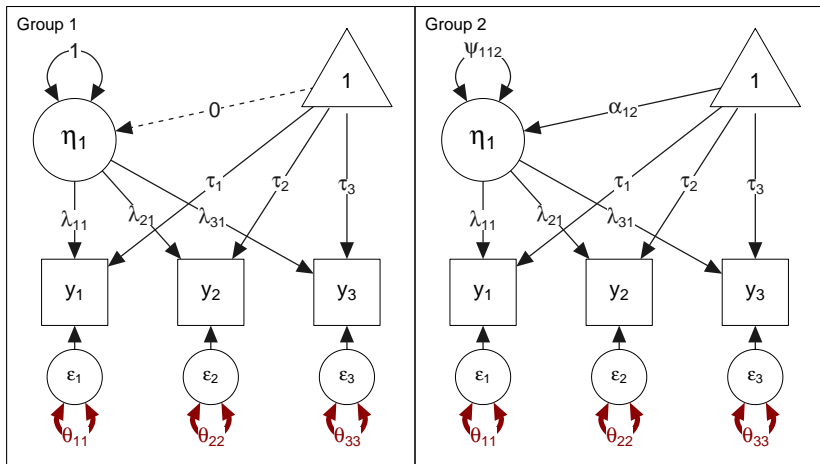 Group 1
1
1
0
η₁
τ₁ τ₂ τ₃
λ₁₁ λ₂₁ λ₃₁
y₁ y₂ y₃
ε₁ ε₂ ε₃
θ₁₁ θ₂₂ θ₃₃
Group 2
ψ₁₁₂
1
α₁₂
η₁
τ₁ τ₂ τ₃
λ₁₁ λ₂₁ λ₃₁
y₁ y₂ y₃
ε₁ ε₂ ε₃
θ₁₁ θ₂₂ θ₃₃